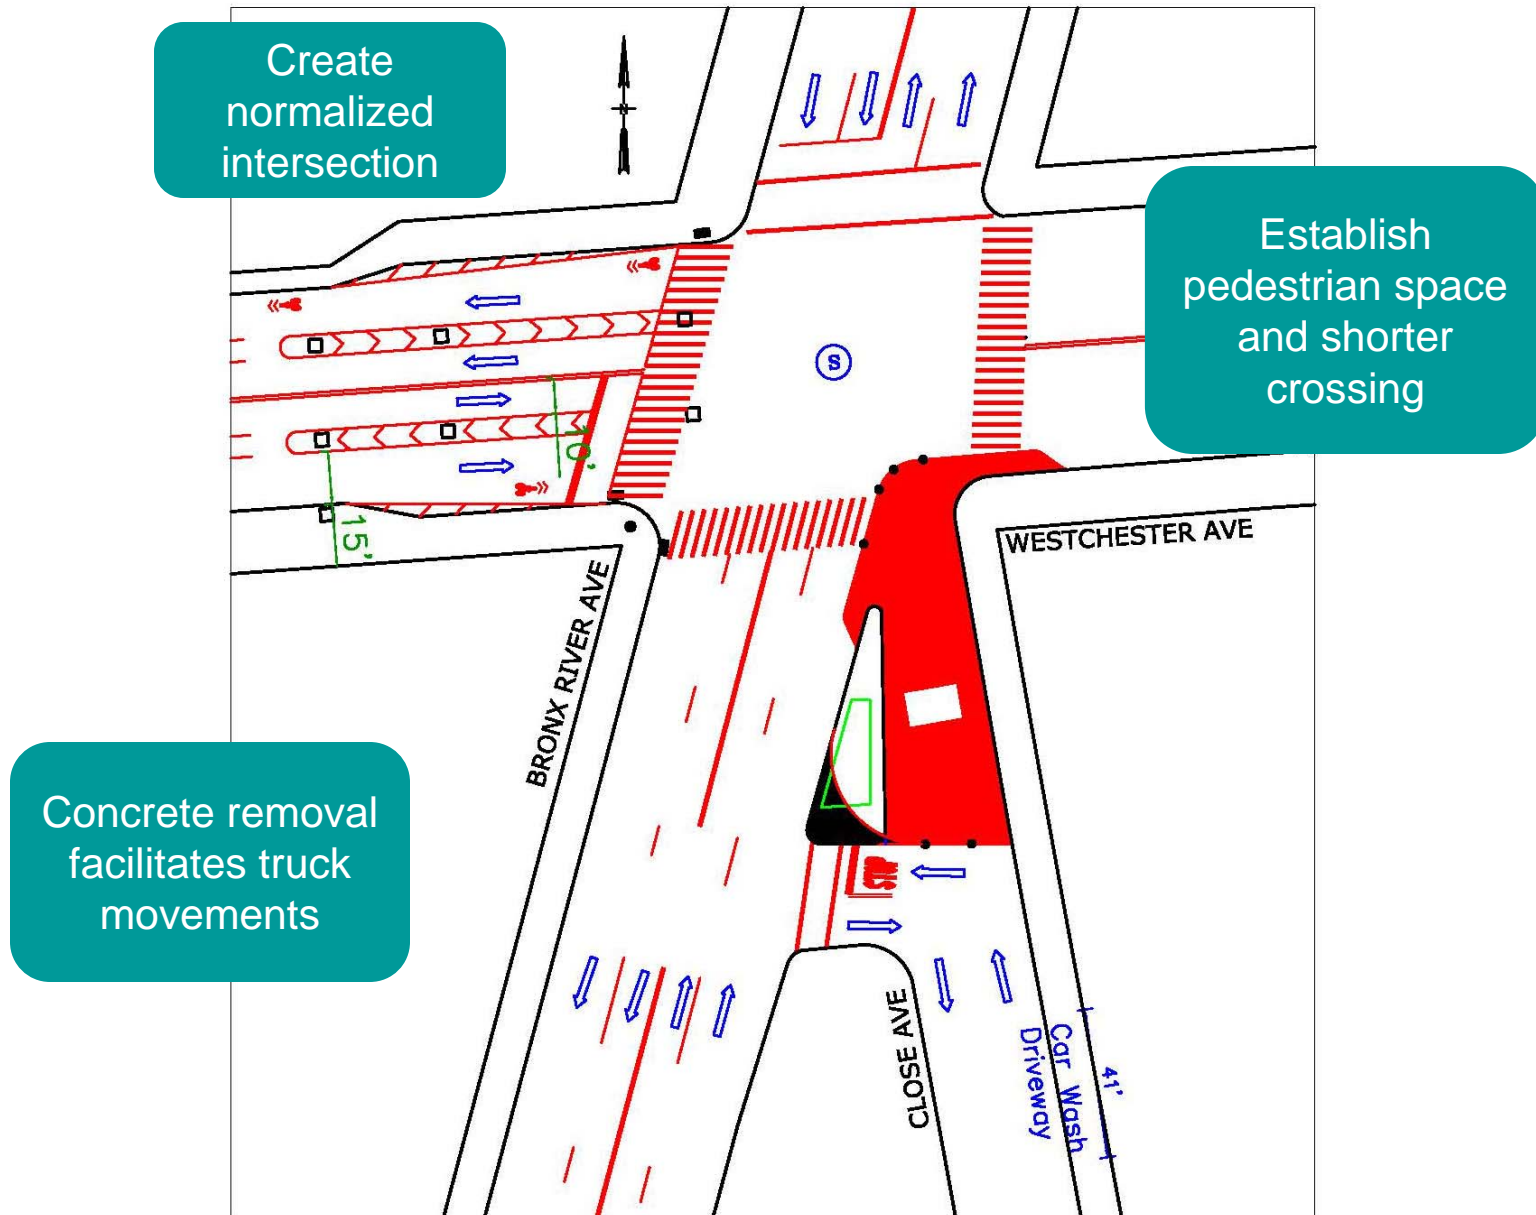 Create
normalized
intersection
N
Establish
pedestrian space
and shorter
crossing
S
10'
15'
WESTCHESTER AVE
BRONX RIVER AVE
Concrete removal
facilitates truck
movements
STOP
CLOSE AVE
Car Wash
Driveway
41'